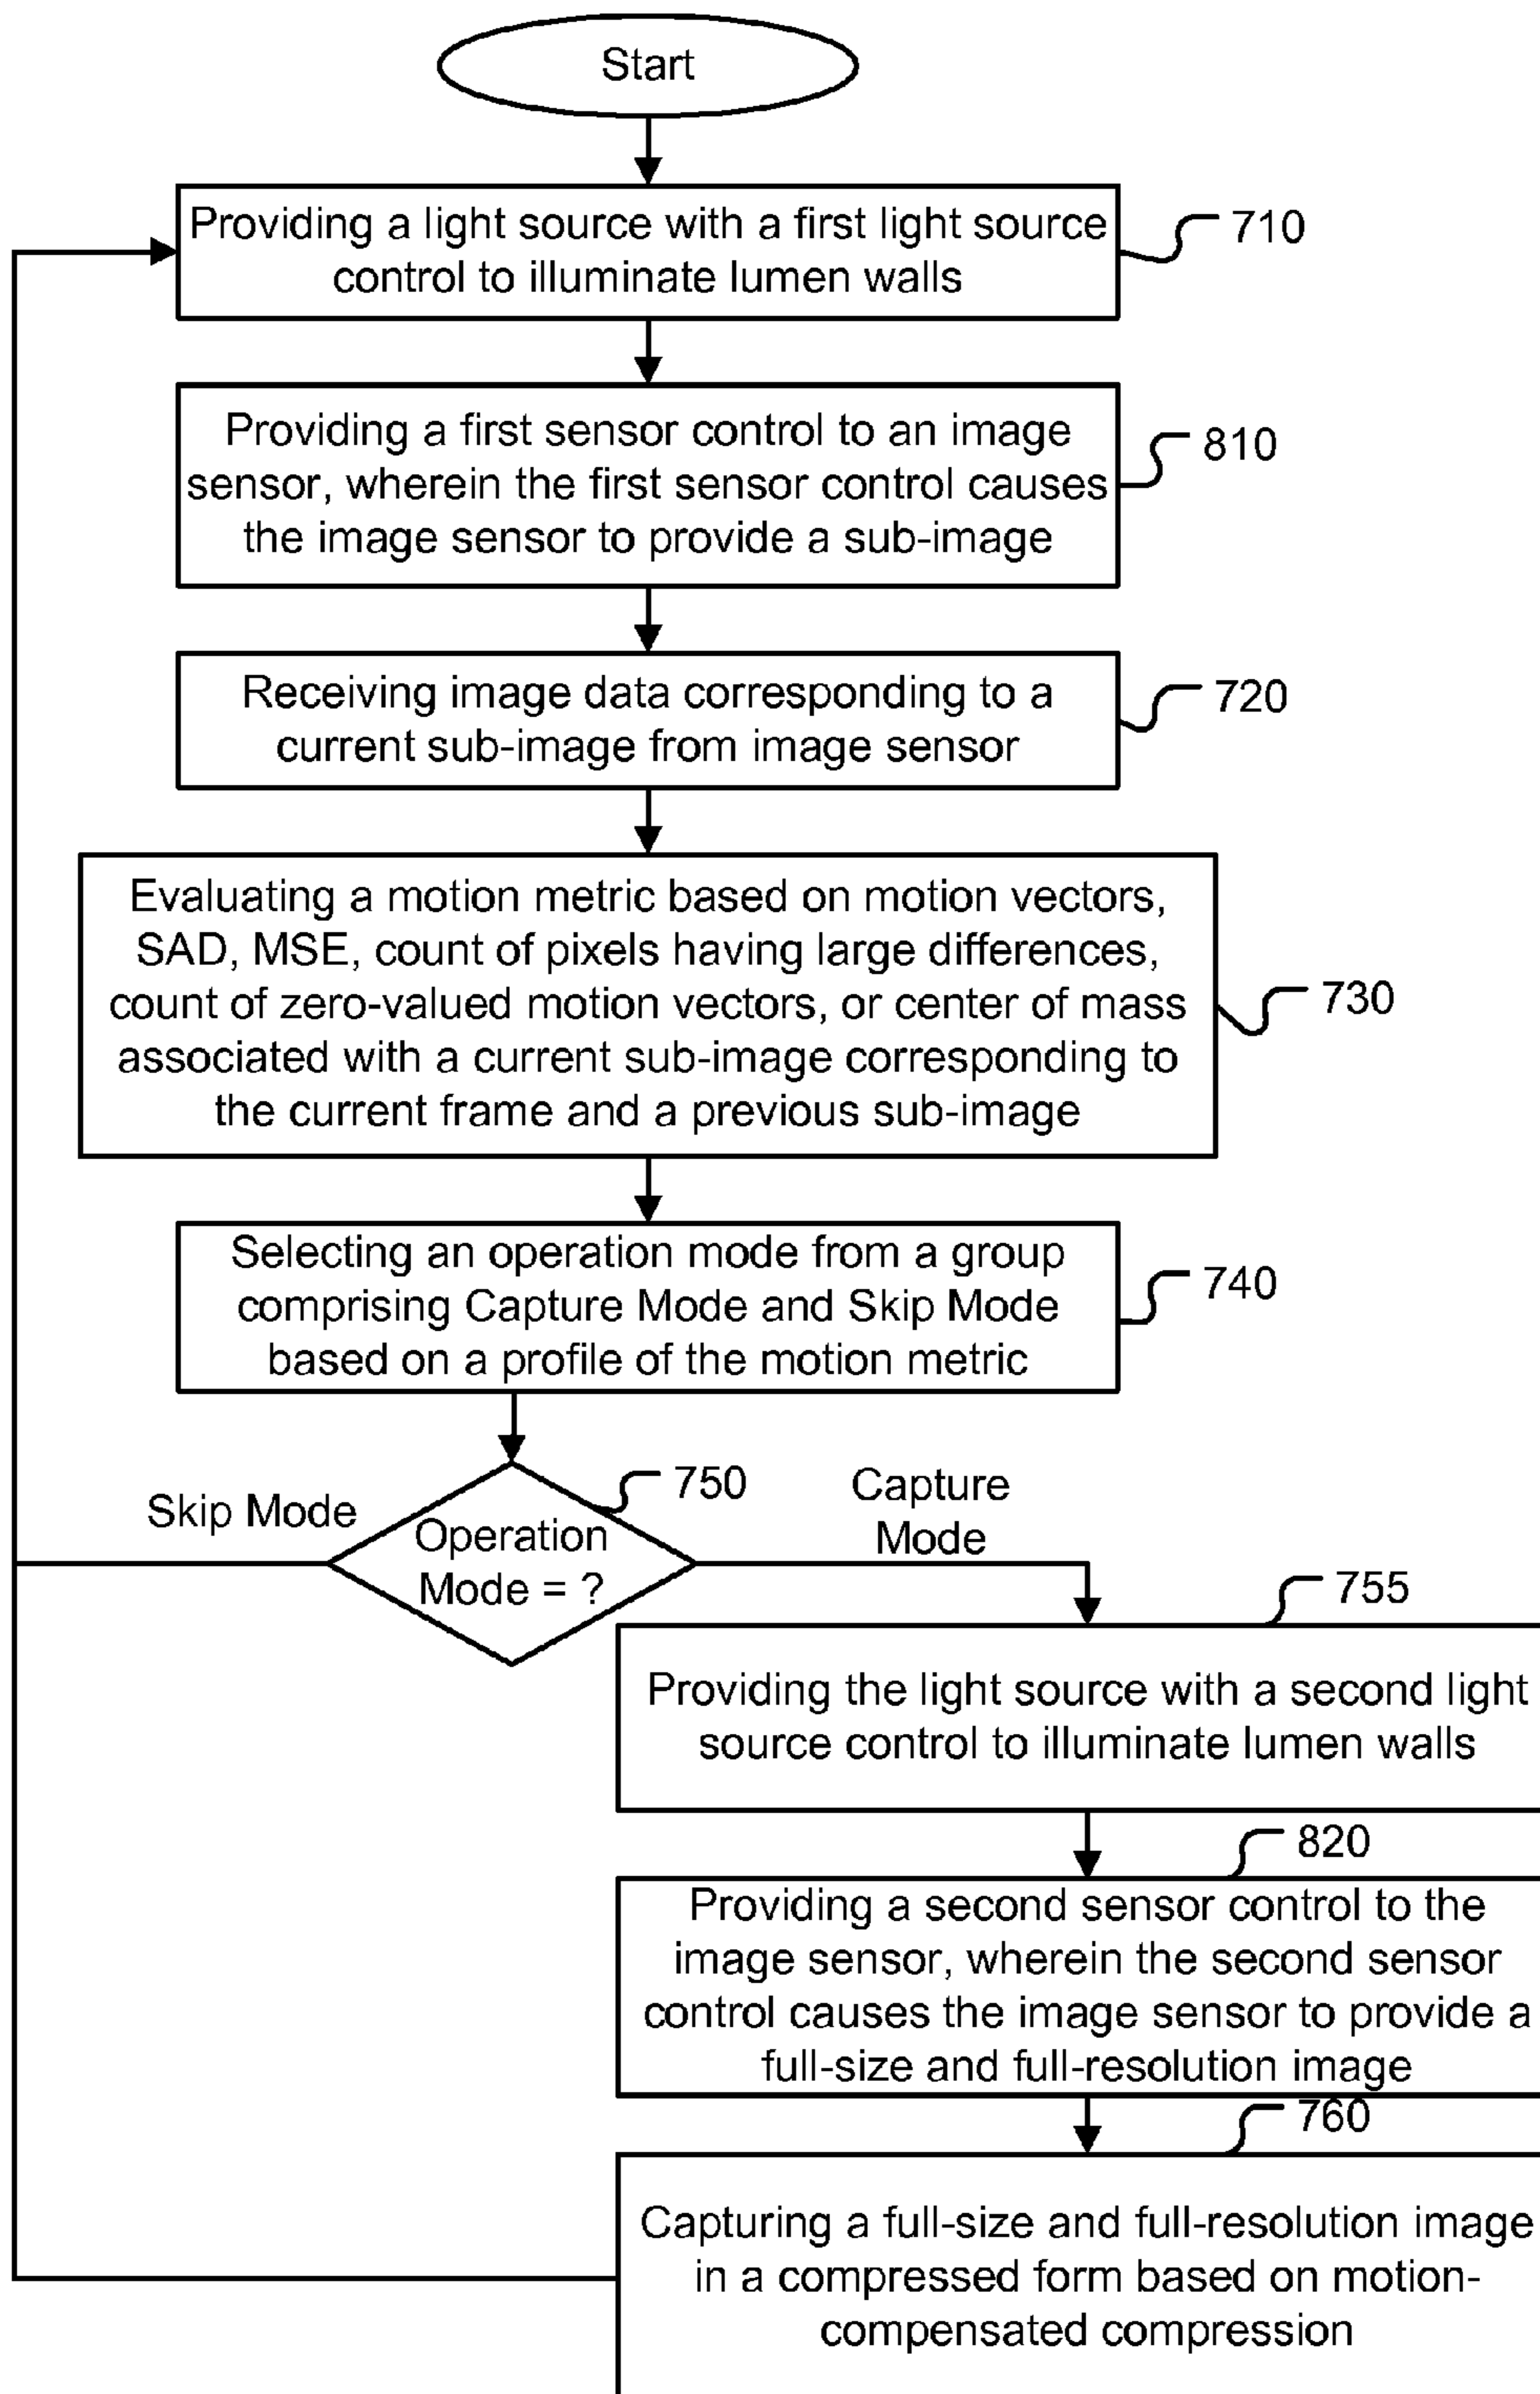 Start
Providing a light source with a first light source
control to illuminate lumen walls
710
Providing a first sensor control to an image
sensor, wherein the first sensor control causes
the image sensor to provide a sub-image
810
Receiving image data corresponding to a
current sub-image from image sensor
720
Evaluating a motion metric based on motion vectors,
SAD, MSE, count of pixels having large differences,
count of zero-valued motion vectors, or center of mass
associated with a current sub-image corresponding to
the current frame and a previous sub-image
730
Selecting an operation mode from a group
comprising Capture Mode and Skip Mode
based on a profile of the motion metric
740
Skip Mode
Operation
Mode = ?
750
Capture
Mode
755
Providing the light source with a second light
source control to illuminate lumen walls
820
Providing a second sensor control to the
image sensor, wherein the second sensor
control causes the image sensor to provide a
full-size and full-resolution image
760
Capturing a full-size and full-resolution image
in a compressed form based on motion-
compensated compression